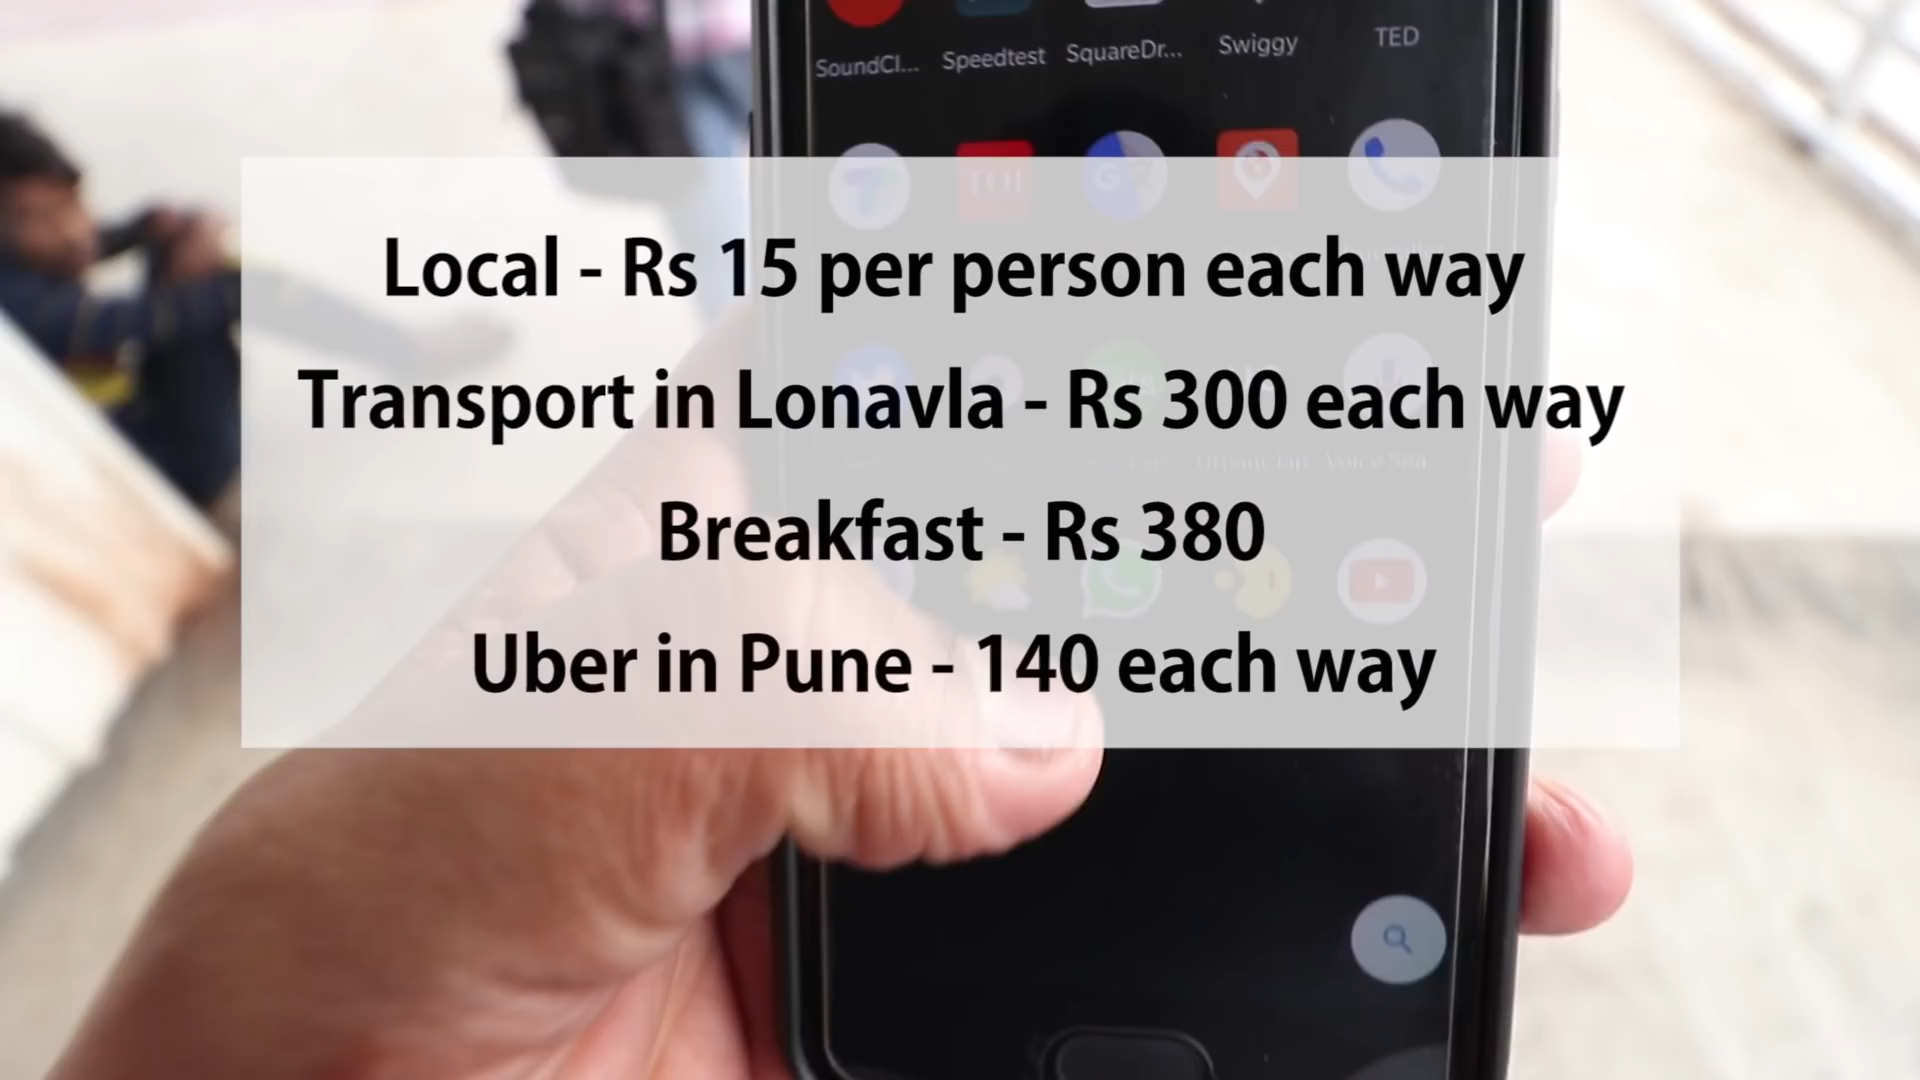 SoundCl... Speedtest SquareDr... Swiggy TED
Local - Rs 15 per person each way
Transport in Lonavla - Rs 300 each way
Breakfast - Rs 380
Uber in Pune - 140 each way